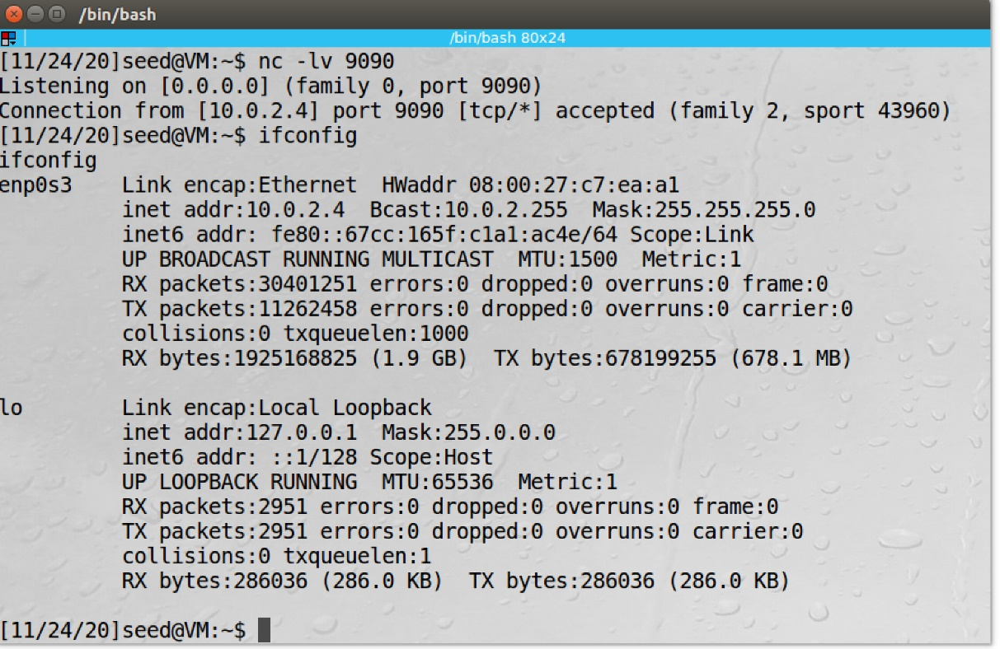 /bin/bash
/bin/bash 80x24
[11/24/20]seed@VM:~$ nc -lv 9090
Listening on [0.0.0.0] (family 0, port 9090)
Connection from [10.0.2.4] port 9090 [tcp/*] accepted (family 2, sport 43960)
[11/24/20]seed@VM:~$ ifconfig
ifconfig
enp0s3    Link encap:Ethernet  HWaddr 08:00:27:c7:ea:a1
          inet addr:10.0.2.4  Bcast:10.0.2.255  Mask:255.255.255.0
          inet6 addr: fe80::67cc:165f:c1a1:ac4e/64 Scope:Link
          UP BROADCAST RUNNING MULTICAST  MTU:1500  Metric:1
          RX packets:30401251 errors:0 dropped:0 overruns:0 frame:0
          TX packets:11262458 errors:0 dropped:0 overruns:0 carrier:0
          collisions:0 txqueuelen:1000
          RX bytes:1925168825 (1.9 GB)  TX bytes:678199255 (678.1 MB)

lo        Link encap:Local Loopback
          inet addr:127.0.0.1  Mask:255.0.0.0
          inet6 addr: ::1/128 Scope:Host
          UP LOOPBACK RUNNING  MTU:65536  Metric:1
          RX packets:2951 errors:0 dropped:0 overruns:0 frame:0
          TX packets:2951 errors:0 dropped:0 overruns:0 carrier:0
          collisions:0 txqueuelen:1
          RX bytes:286036 (286.0 KB)  TX bytes:286036 (286.0 KB)

[11/24/20]seed@VM:~$